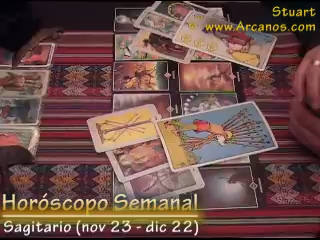 Stuart
www.Arcanos.com
Horóscopo Semanal
Sagitario (nov 23 - dic 22)